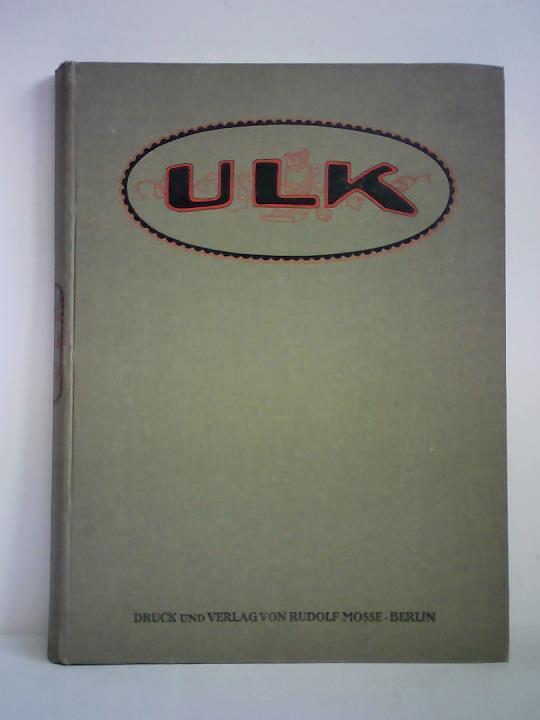 ULK
DRUCK UND VERLAG VON RUDOLF MOSSE · BERLIN